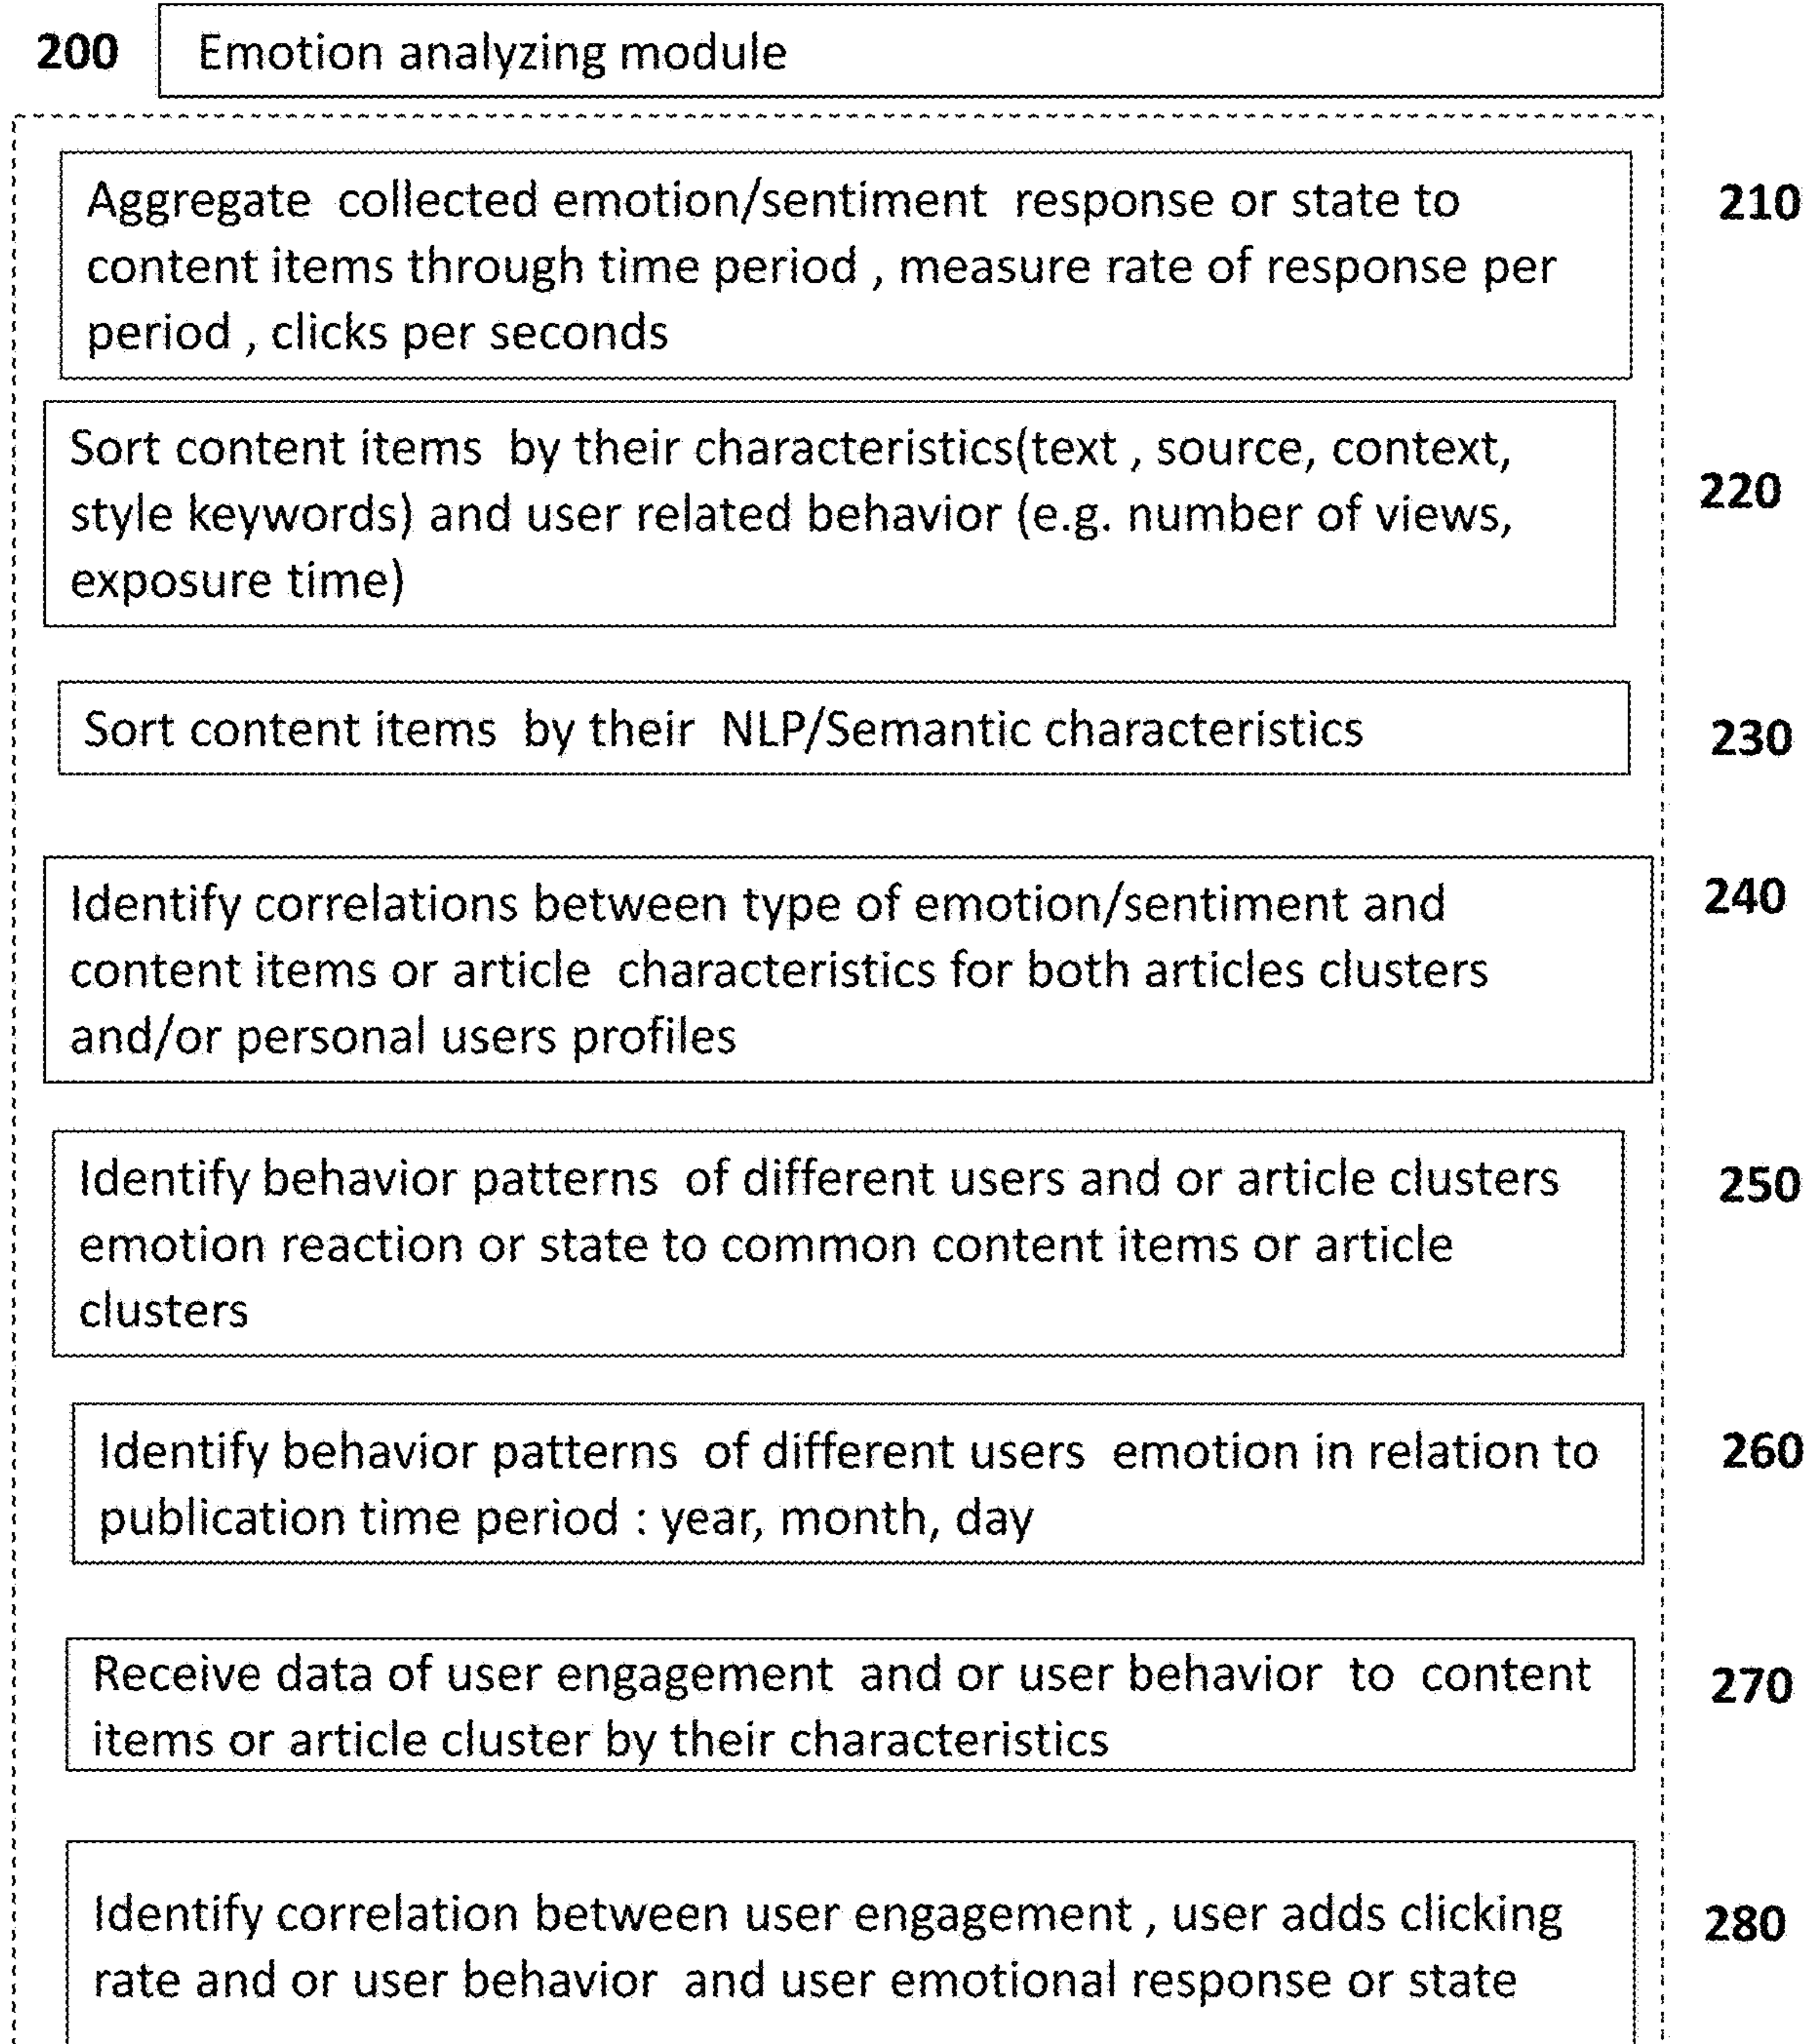 200 Emotion analyzing module
Aggregate collected emotion/sentiment response or state to 210
content items through time period , measure rate of response per
period , clicks per seconds
Sort content items by their characteristics(text , source, context,
style keywords) and user related behavior (e.g. number of views, 220
exposure time)
Sort content items by their NLP/Semantic characteristics 230
Identify correlations between type of emotion/sentiment and 240
content items or article characteristics for both articles clusters
and/or personal users profiles
Identify behavior patterns of different users and or article clusters 250
emotion reaction or state to common content items or article
clusters
Identify behavior patterns of different users emotion in relation to 260
publication time period : year, month, day
Receive data of user engagement and or user behavior to content 270
items or article cluster by their characteristics
Identify correlation between user engagement , user adds clicking 280
rate and or user behavior and user emotional response or state